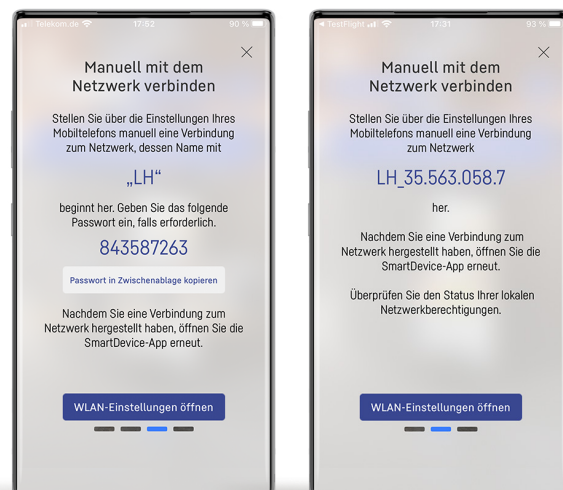 Telekom.de 17:52 90 %
Manuell mit dem
Netzwerk verbinden
Stellen Sie über die Einstellungen Ihres
Mobiltelefons manuell eine Verbindung
zum Netzwerk, dessen Name mit
„LH“
beginnt her. Geben Sie das folgende
Passwort ein, falls erforderlich.
843587263
Passwort in Zwischenablage kopieren
Nachdem Sie eine Verbindung zum
Netzwerk hergestellt haben, öffnen Sie die
SmartDevice-App erneut.
WLAN-Einstellungen öffnen
TestFlight 17:31 93 %
Manuell mit dem
Netzwerk verbinden
Stellen Sie über die Einstellungen Ihres
Mobiltelefons manuell eine Verbindung
zum Netzwerk
LH_35.563.058.7
her.
Nachdem Sie eine Verbindung zum
Netzwerk hergestellt haben, öffnen Sie die
SmartDevice-App erneut.
Überprüfen Sie den Status Ihrer lokalen
Netzwerkberechtigungen.
WLAN-Einstellungen öffnen